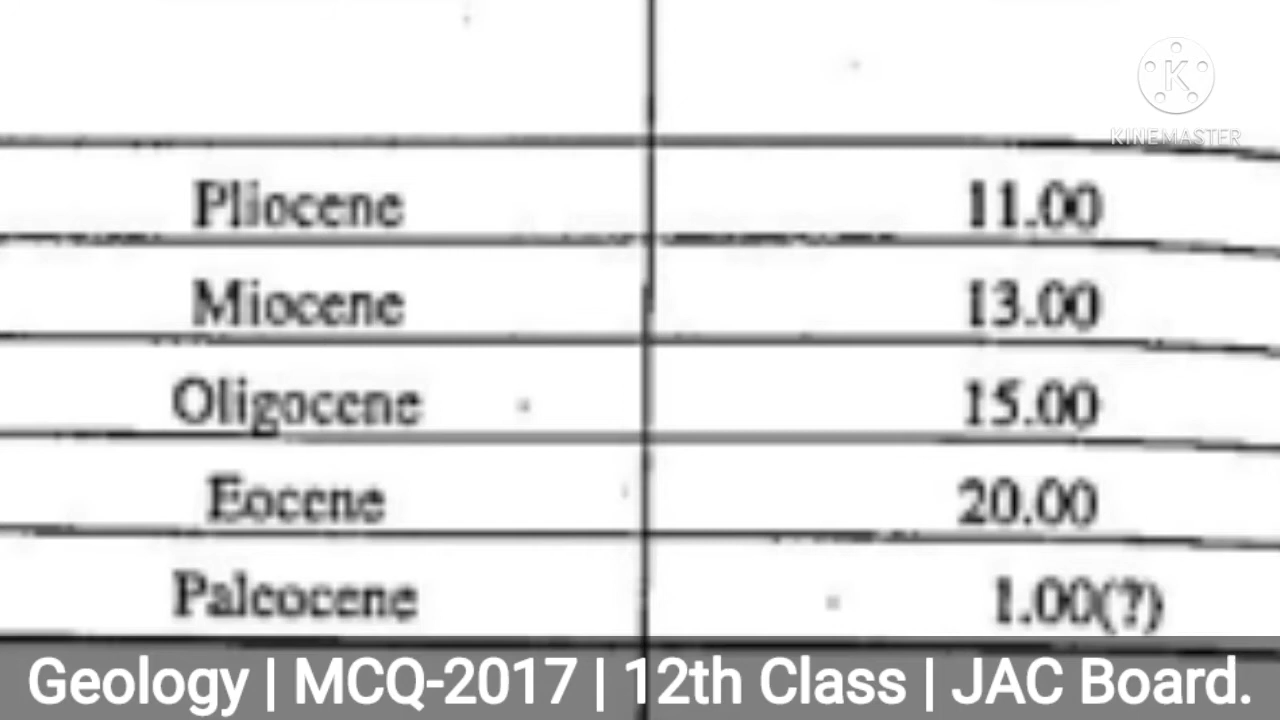 K
KINEMASTER
Pliocene 11.00
Miocene 13.00
Oligocene 15.00
Eocene 20.00
Paleocene 1.00(?)
Geology | MCQ-2017 | 12th Class | JAC Board.